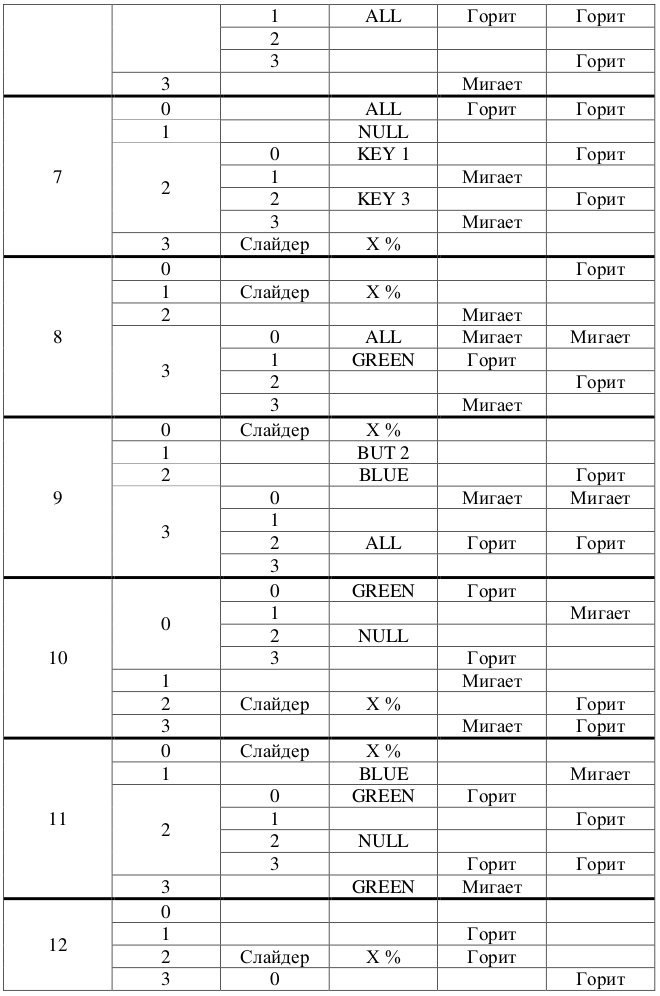 1 ALL Горит Горит
2
3 Горит
3 Мигает
0 ALL Горит Горит
1 NULL
0 KEY 1 Горит
7 2 1 Мигает
2 KEY 3 Горит
3 Мигает
3 Слайдер X %
0 Горит
1 Слайдер X %
2 Мигает
8 3 0 ALL Мигает Мигает
1 GREEN Горит
2 Горит
3 Мигает
0 Слайдер X %
1 BUT 2
2 BLUE Горит
9 3 0 Мигает Мигает
1
2 ALL Горит Горит
3
0 GREEN Горит
10 0 1 Мигает
2 NULL
3 Горит
1 Мигает
2 Слайдер X % Горит
3 Мигает Горит
0 Слайдер X %
1 BLUE Мигает
0 GREEN Горит
11 2 1 Горит
2 NULL
3 Горит Горит
3 GREEN Мигает
0
12 1 Горит
2 Слайдер X % Горит
3 0 Горит